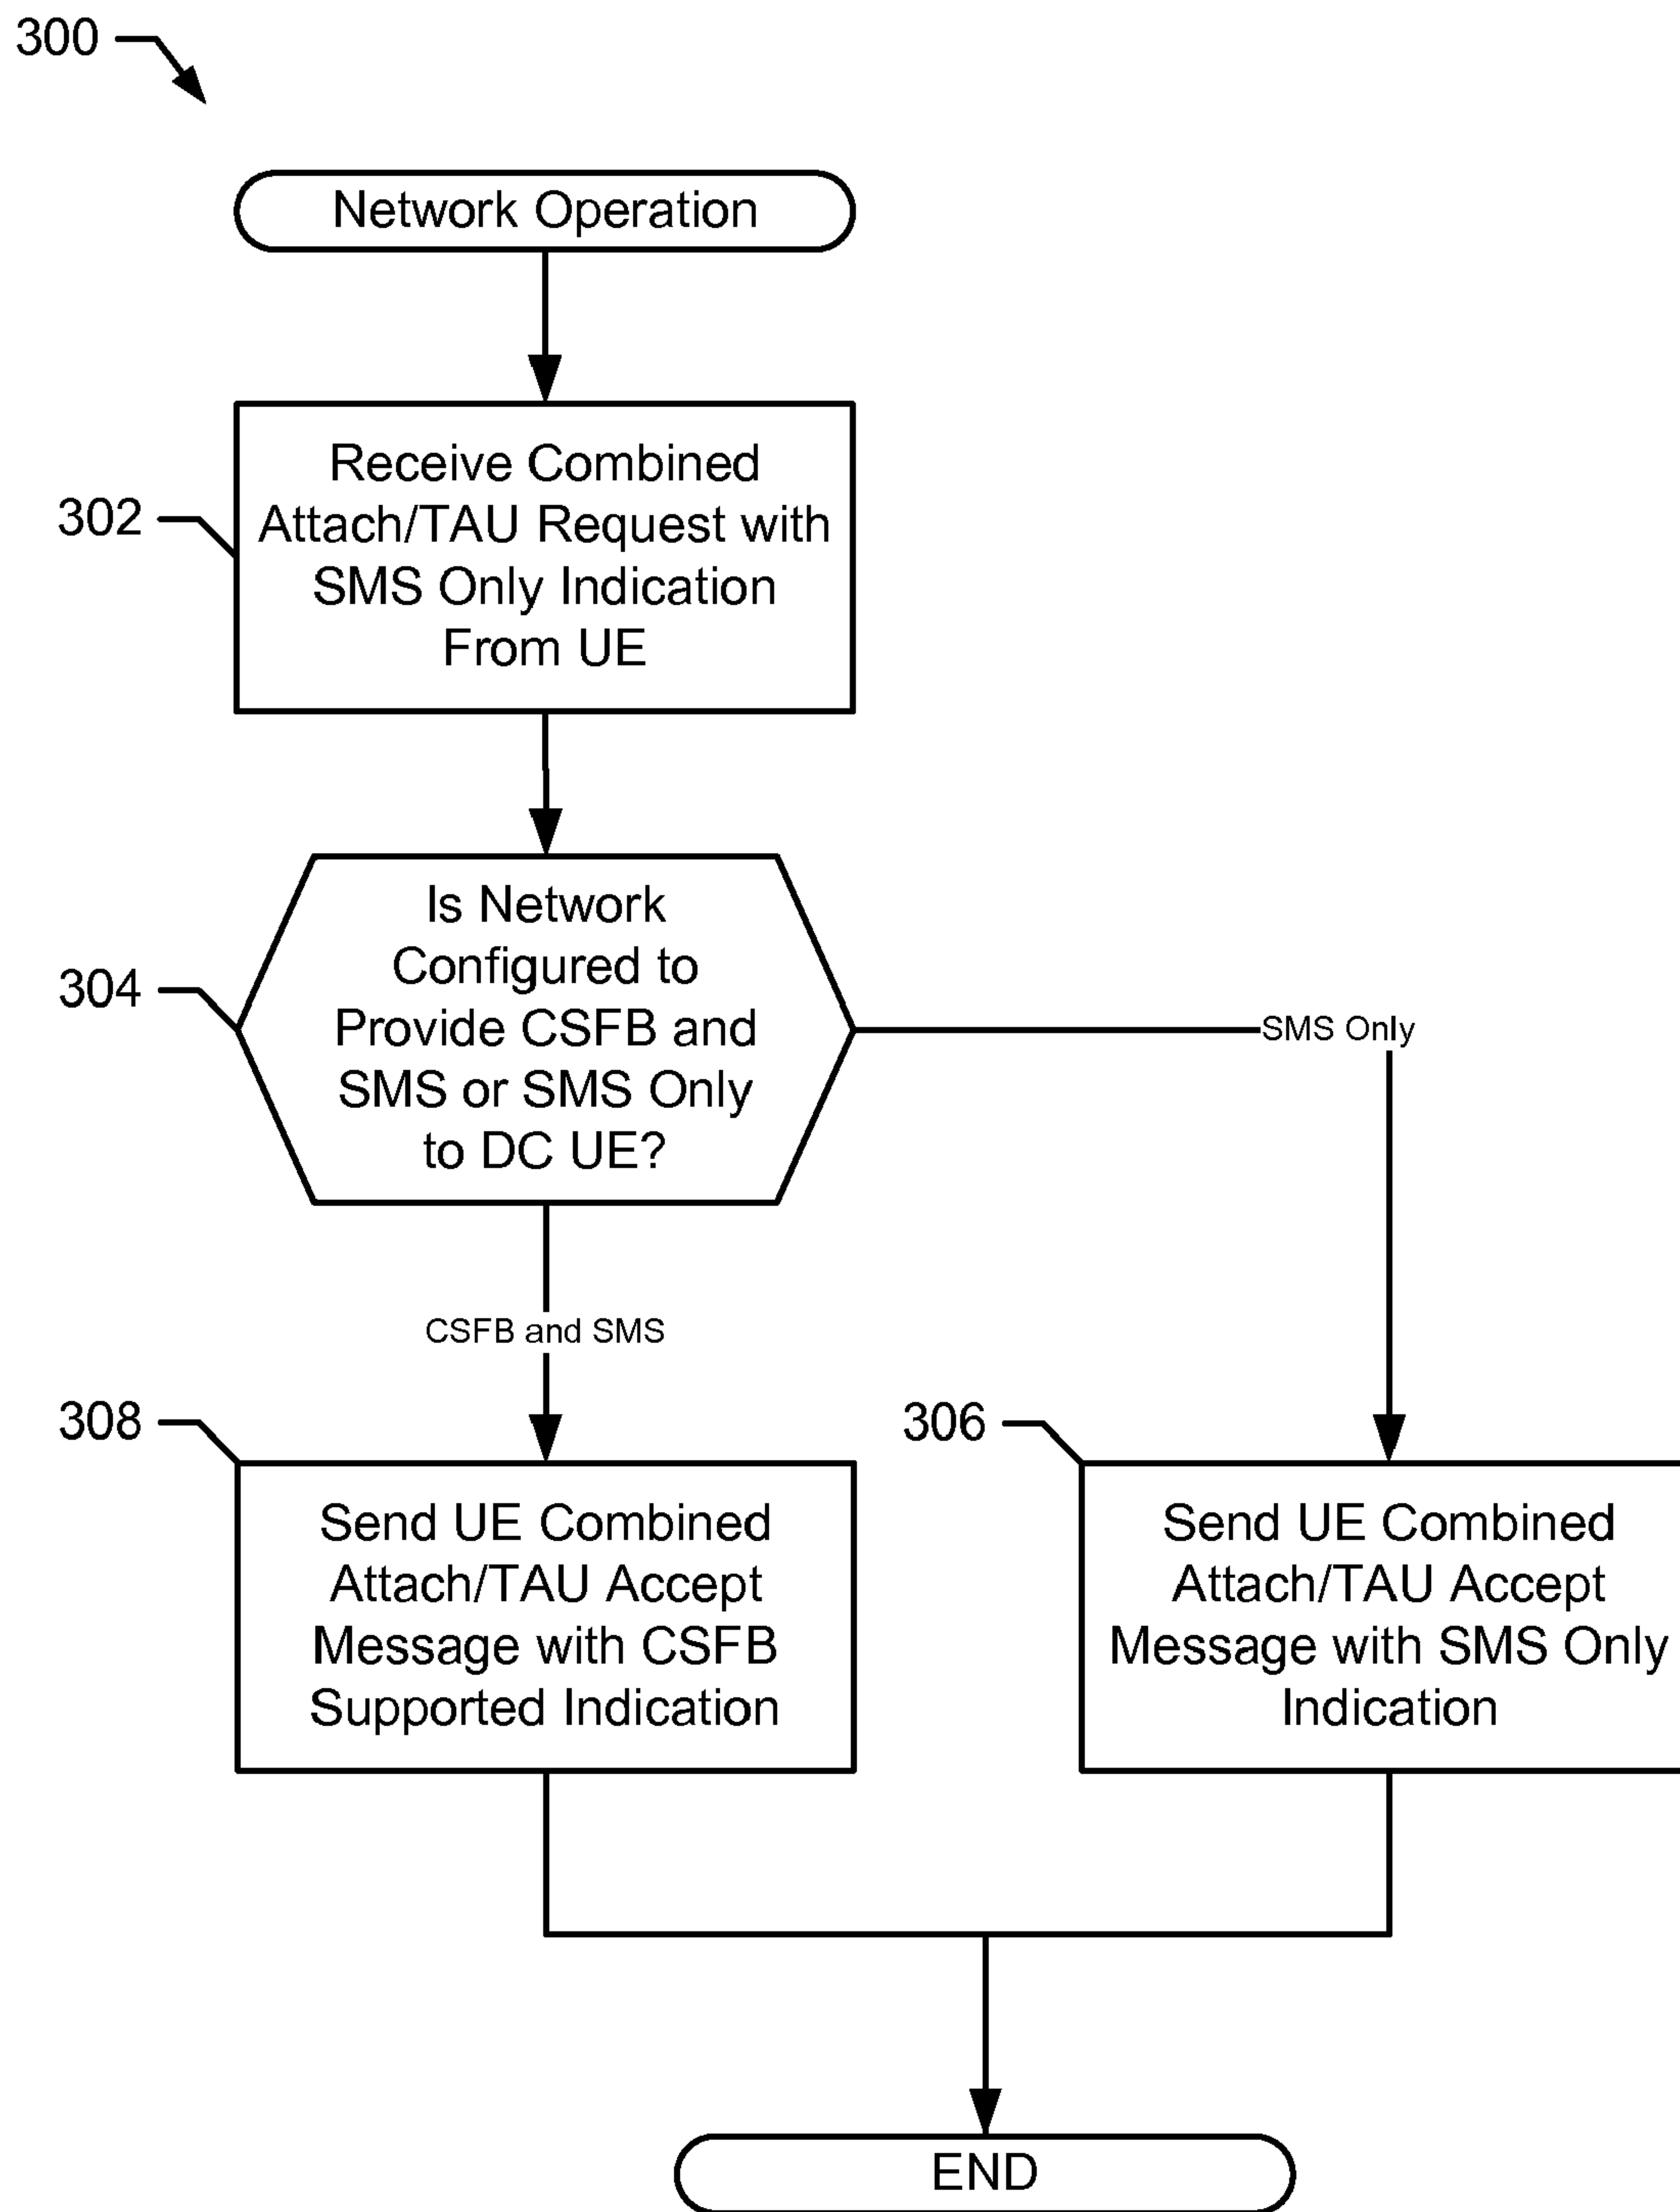 300
Network Operation
302
Receive Combined
Attach/TAU Request with
SMS Only Indication
From UE
304
Is Network
Configured to
Provide CSFB and
SMS or SMS Only
to DC UE?
SMS Only
CSFB and SMS
308
Send UE Combined
Attach/TAU Accept
Message with CSFB
Supported Indication
306
Send UE Combined
Attach/TAU Accept
Message with SMS Only
Indication
END